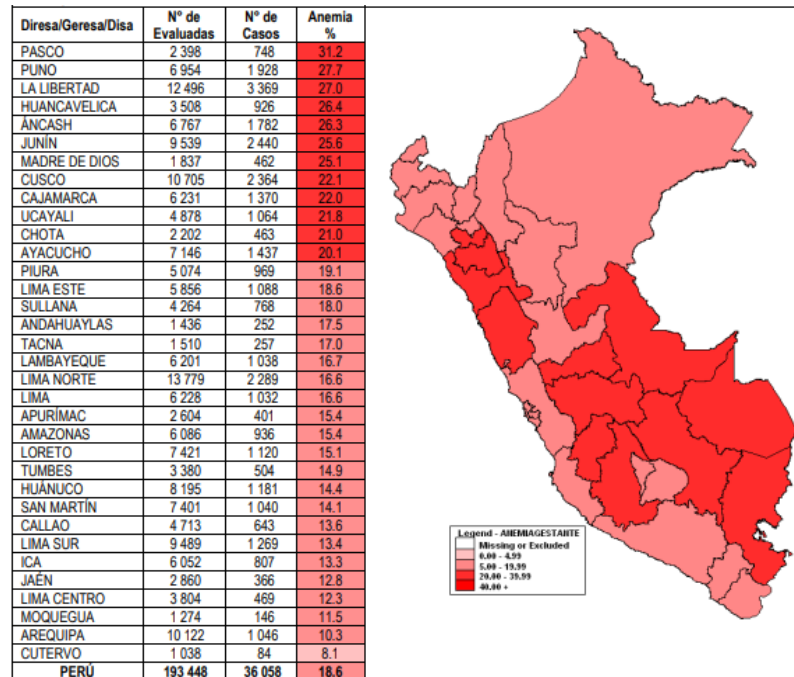 Diresa/Geresa/Disa N° de Evaluadas N° de Casos Anemia %
PASCO 2 398 748 31.2
PUNO 6 954 1 928 27.7
LA LIBERTAD 12 496 3 369 27.0
HUANCAVELICA 3 508 926 26.4
ÁNCASH 6 767 1 782 26.3
JUNÍN 9 539 2 440 25.6
MADRE DE DIOS 1 837 462 25.1
CUSCO 10 705 2 364 22.1
CAJAMARCA 6 231 1 370 22.0
UCAYALI 4 878 1 064 21.8
CHOTA 2 202 463 21.0
AYACUCHO 7 146 1 437 20.1
PIURA 5 074 969 19.1
LIMA ESTE 5 856 1 088 18.6
SULLANA 4 264 768 18.0
ANDAHUAYLAS 1 436 252 17.5
TACNA 1 510 257 17.0
LAMBAYEQUE 6 201 1 038 16.7
LIMA NORTE 13 779 2 289 16.6
LIMA 6 228 1 032 16.6
APURÍMAC 2 604 401 15.4
AMAZONAS 6 086 936 15.4
LORETO 7 421 1 120 15.1
TUMBES 3 380 504 14.9
HUÁNUCO 8 195 1 181 14.4
SAN MARTÍN 7 401 1 040 14.1
CALLAO 4 713 643 13.6
LIMA SUR 9 489 1 269 13.4
ICA 6 052 807 13.3
JAÉN 2 860 366 12.8
LIMA CENTRO 3 804 469 12.3
MOQUEGUA 1 274 146 11.5
AREQUIPA 10 122 1 046 10.3
CUTERVO 1 038 84 8.1
PERÚ 193 448 36 058 18.6
Legend - ANEMIAGESTANTE
Missing or Excluded
0.00 - 4.99
5.00 - 19.99
20.00 - 39.99
40.00 +